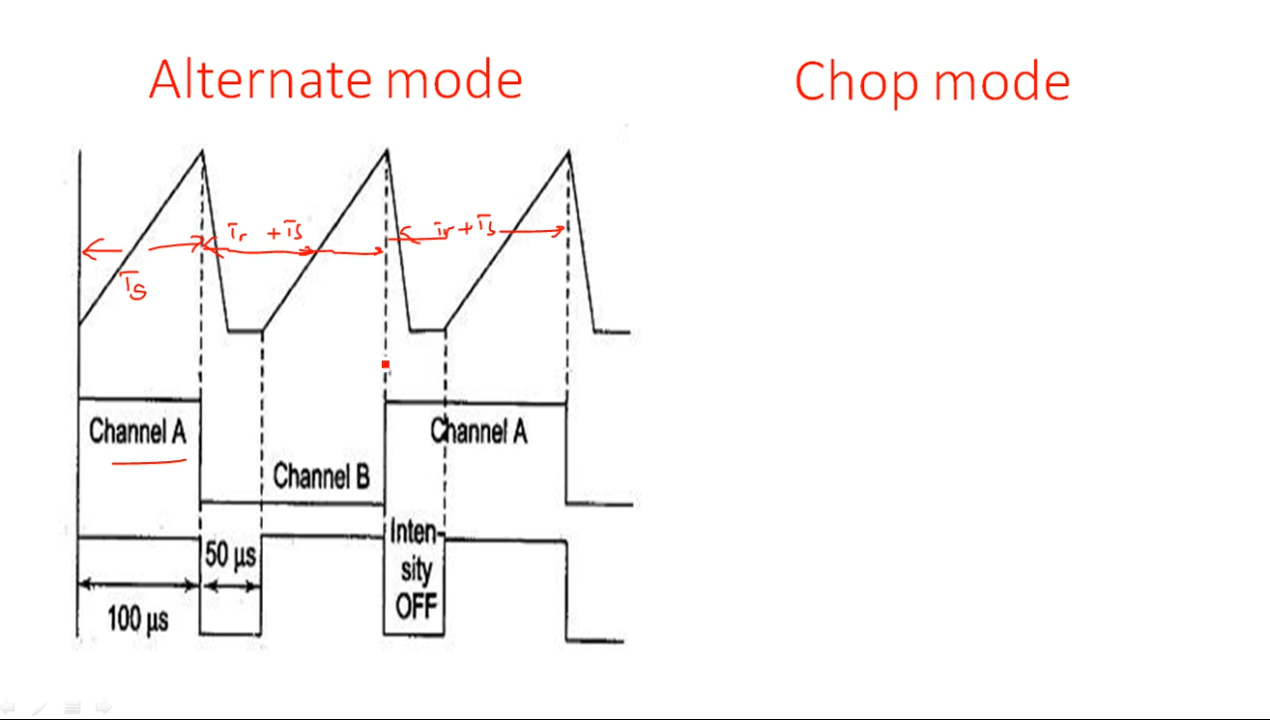 Alternate mode
Chop mode
Tr + Ts
Tr + Ts
Ts
Channel A
Channel A
Channel B
Inten-
sity
OFF
50 μs
100 μs